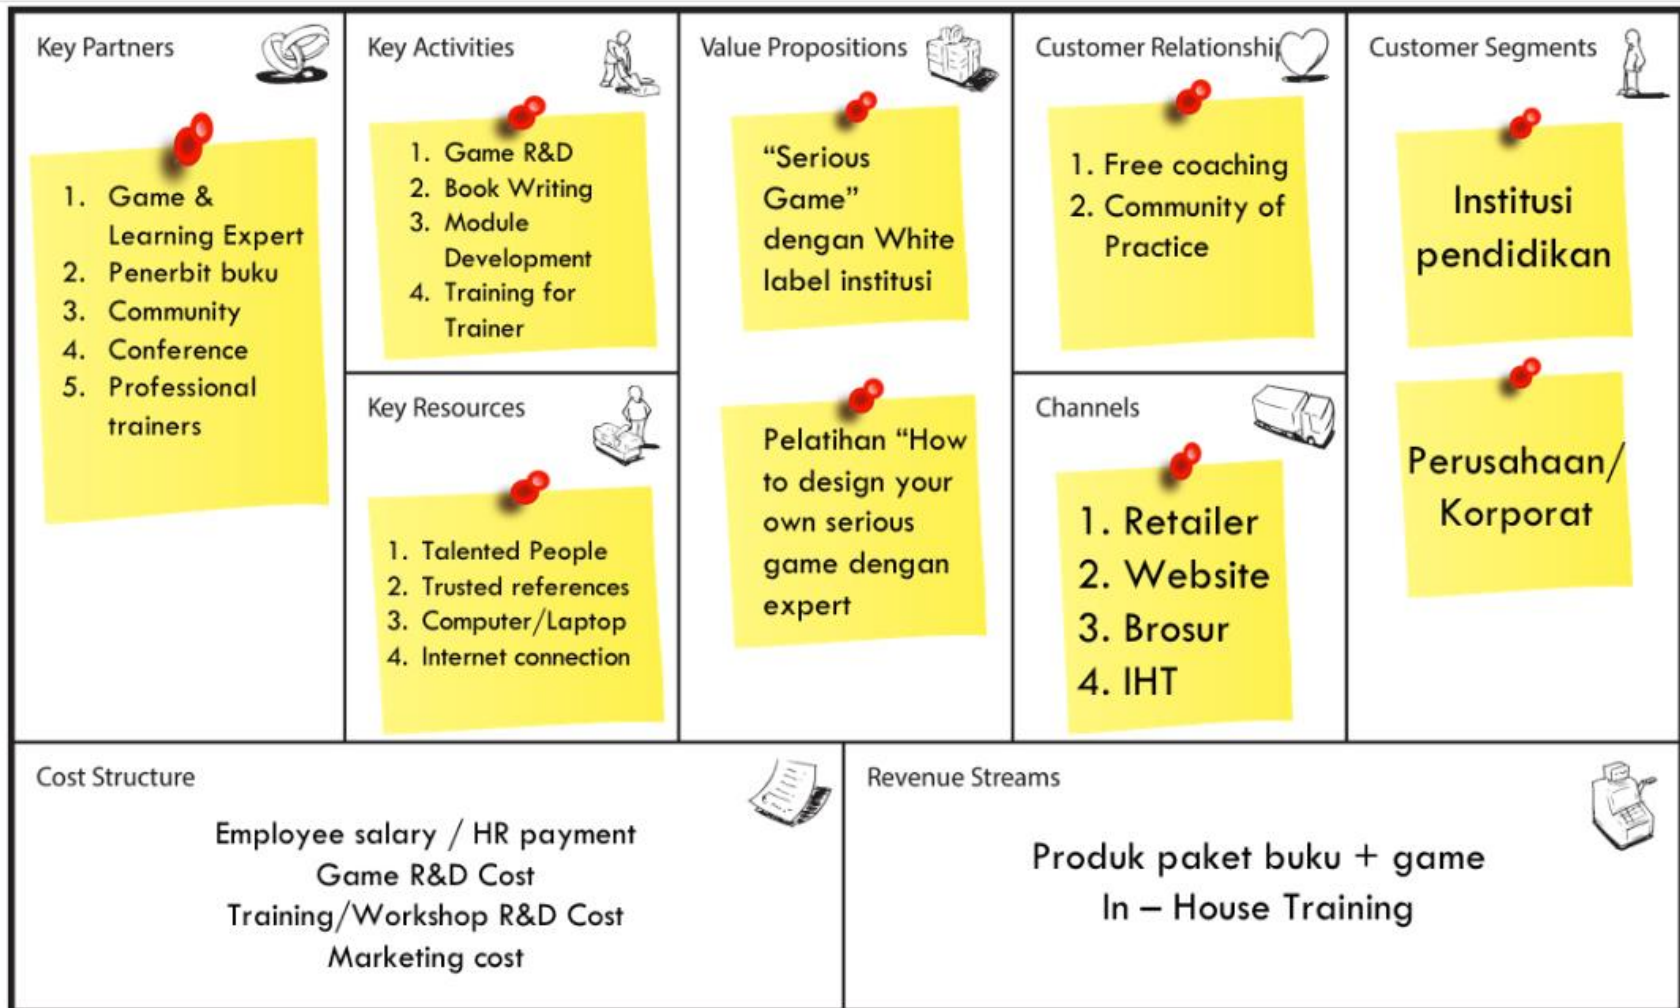 Key Partners
1. Game &
Learning Expert
2. Penerbit buku
3. Community
4. Conference
5. Professional
trainers
Key Activities
1. Game R&D
2. Book Writing
3. Module
Development
4. Training for
Trainer
Key Resources
1. Talented People
2. Trusted references
3. Computer/Laptop
4. Internet connection
Value Propositions
“Serious
Game”
dengan White
label institusi
Pelatihan “How
to design your
own serious
game dengan
expert
Customer Relationship
1. Free coaching
2. Community of
Practice
Channels
1. Retailer
2. Website
3. Brosur
4. IHT
Customer Segments
Institusi
pendidikan
Perusahaan/
Korporat
Cost Structure
Employee salary / HR payment
Game R&D Cost
Training/Workshop R&D Cost
Marketing cost
Revenue Streams
Produk paket buku + game
In – House Training